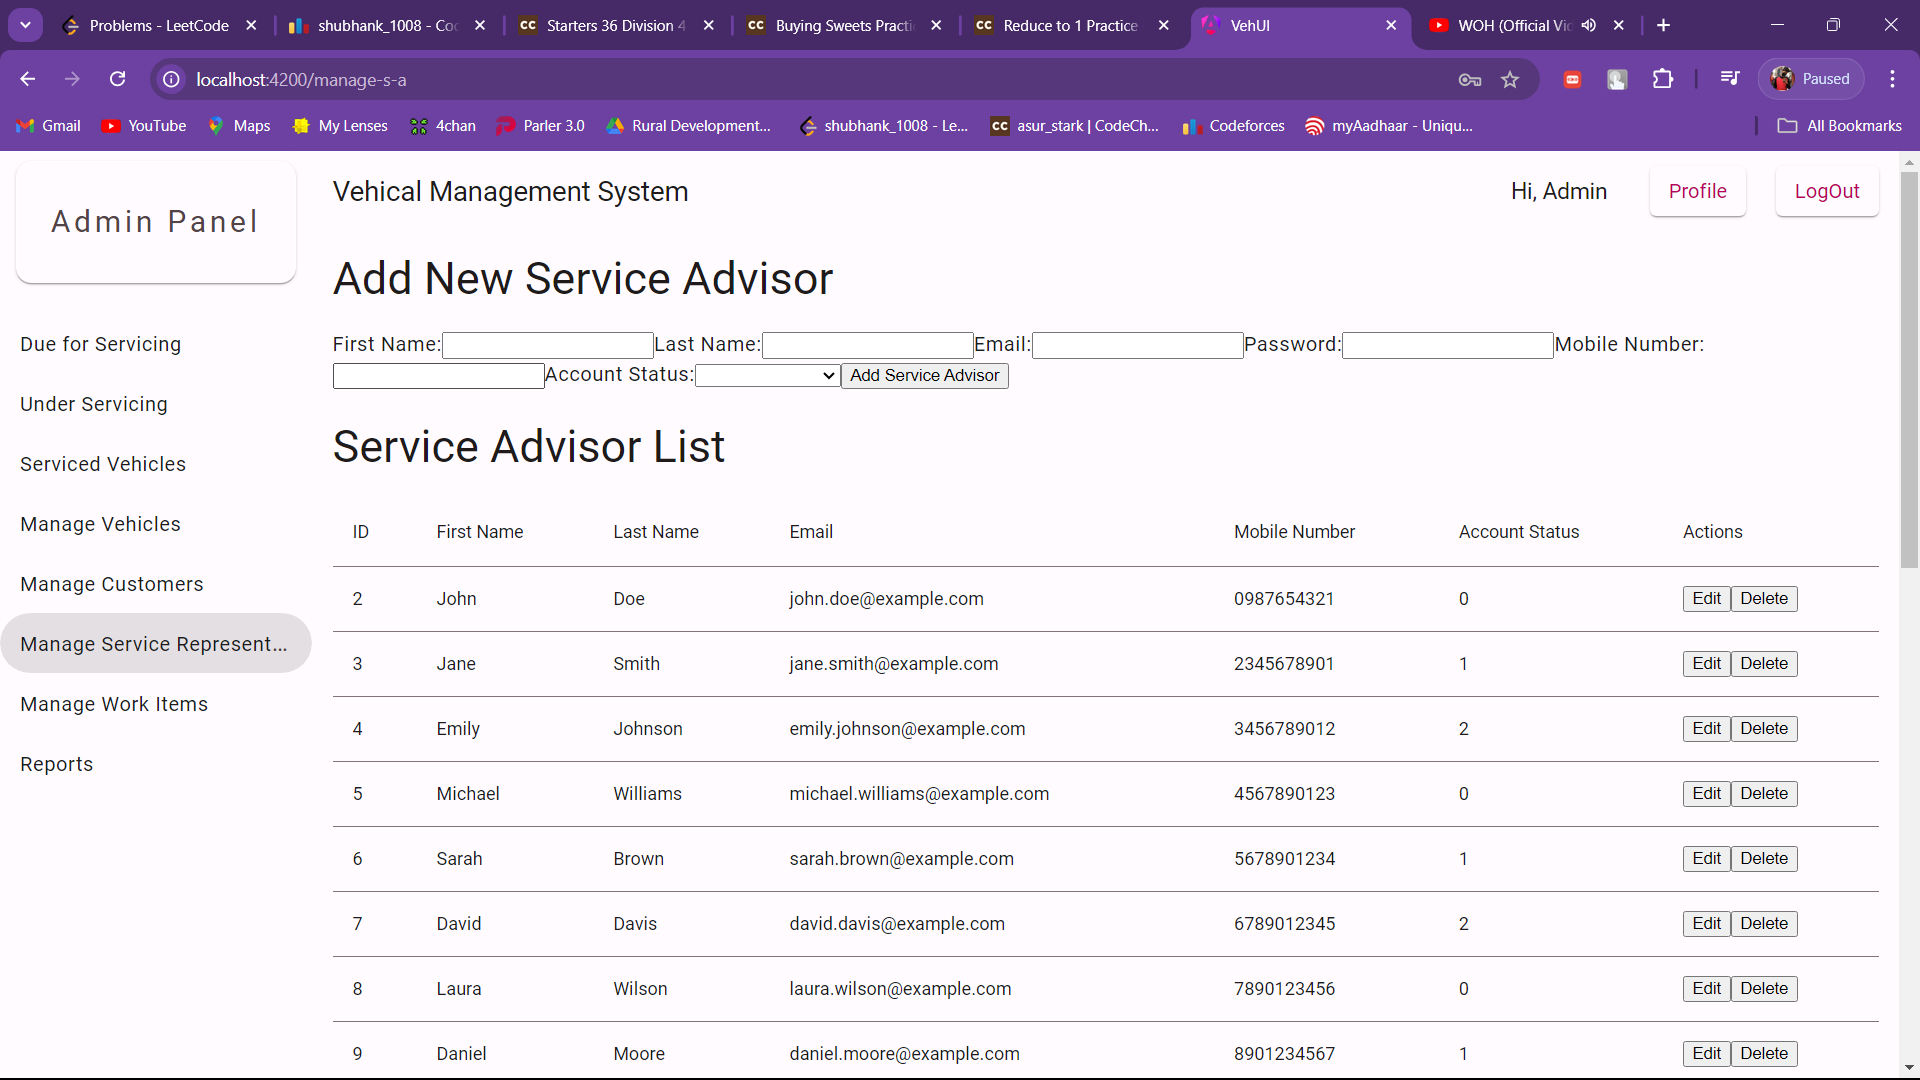 Problems - LeetCode shubhank_1008 - Co Starters 36 Division 4 Buying Sweets Practi Reduce to 1 Practice VehUI WOH (Official Vi
localhost:4200/manage-s-a Paused
Gmail YouTube Maps My Lenses 4chan Parler 3.0 Rural Development... shubhank_1008 - Le... CC asur_stark | CodeCh... Codeforces myAadhaar - Uniqu... All Bookmarks
Admin Panel
Due for Servicing
Under Servicing
Serviced Vehicles
Manage Vehicles
Manage Customers
Manage Service Represent...
Manage Work Items
Reports
Vehical Management System Hi, Admin Profile LogOut
Add New Service Advisor
First Name: Last Name: Email: Password: Mobile Number:
Account Status: Add Service Advisor
Service Advisor List
ID First Name Last Name Email Mobile Number Account Status Actions
2 John Doe john.doe@example.com 0987654321 0 Edit Delete
3 Jane Smith jane.smith@example.com 2345678901 1 Edit Delete
4 Emily Johnson emily.johnson@example.com 3456789012 2 Edit Delete
5 Michael Williams michael.williams@example.com 4567890123 0 Edit Delete
6 Sarah Brown sarah.brown@example.com 5678901234 1 Edit Delete
7 David Davis david.davis@example.com 6789012345 2 Edit Delete
8 Laura Wilson laura.wilson@example.com 7890123456 0 Edit Delete
9 Daniel Moore daniel.moore@example.com 8901234567 1 Edit Delete